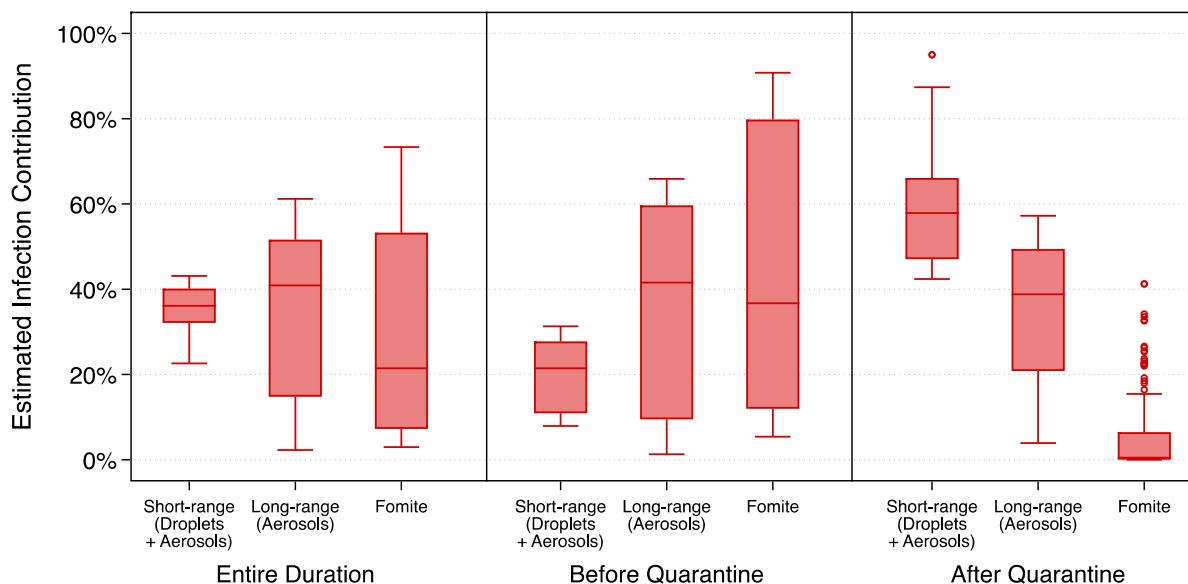 Estimated Infection Contribution
100%
80%
60%
40%
20%
0%
Short-range
(Droplets
+ Aerosols)
Long-range
(Aerosols)
Fomite
Short-range
(Droplets
+ Aerosols)
Long-range
(Aerosols)
Fomite
Short-range
(Droplets
+ Aerosols)
Long-range
(Aerosols)
Fomite
Entire Duration
Before Quarantine
After Quarantine